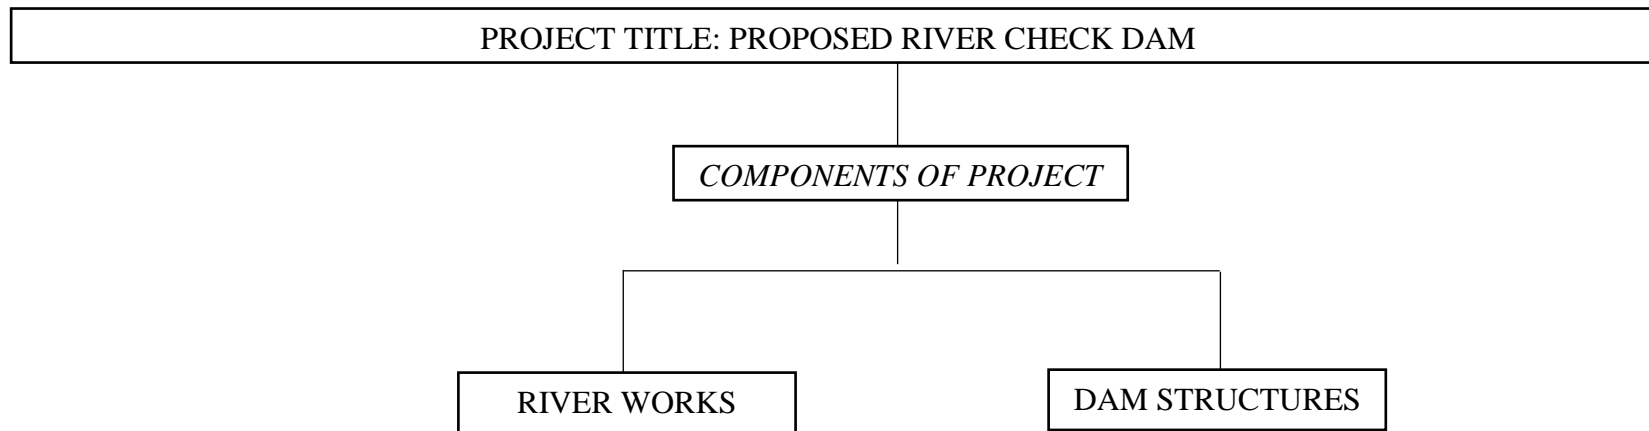 PROJECT TITLE: PROPOSED RIVER CHECK DAM
COMPONENTS OF PROJECT
RIVER WORKS
DAM STRUCTURES